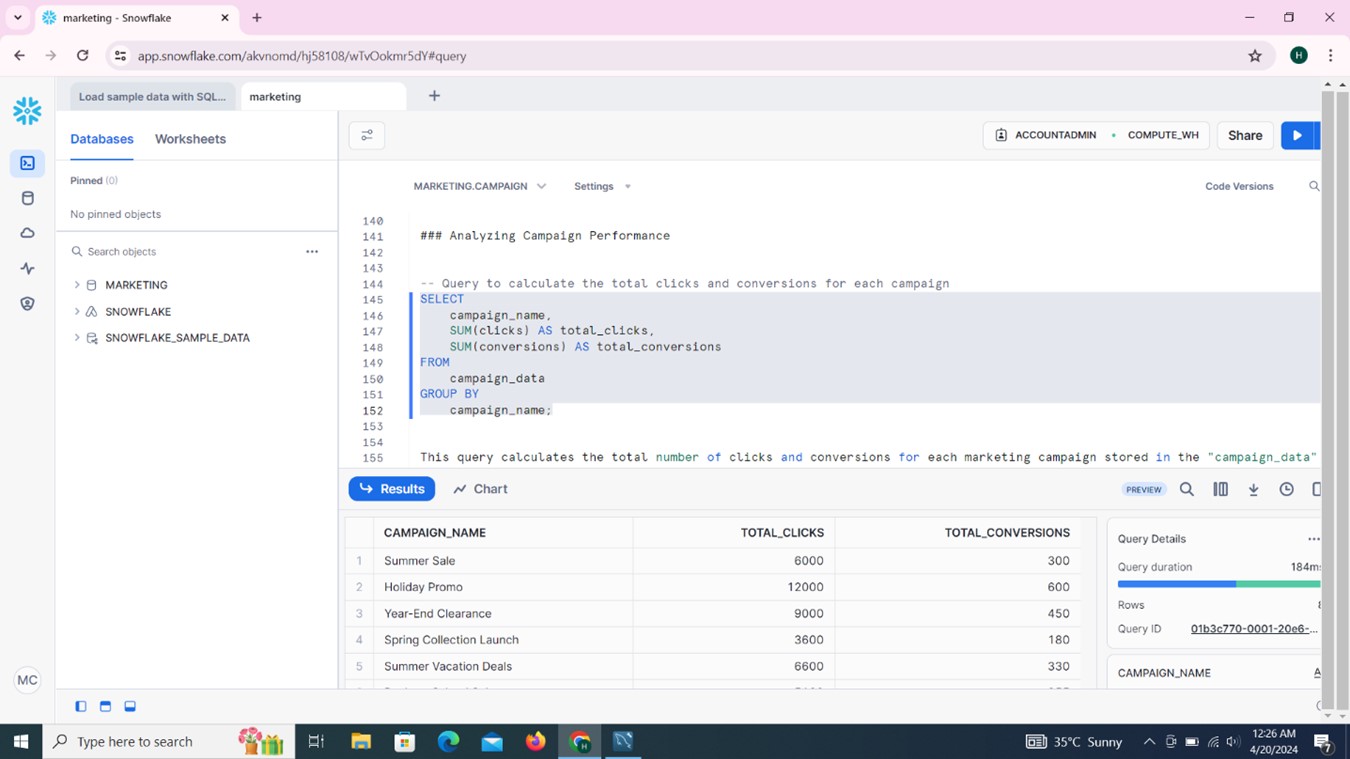 marketing - Snowflake
app.snowflake.com/akvnomd/hj58108/wTvOokmr5dY#query
H
Load sample data with SQL...
marketing
Databases
Worksheets
ACCOUNTADMIN
COMPUTE_WH
Share
Pinned (0)
No pinned objects
MARKETING.CAMPAIGN
Settings
Code Versions
Search objects
MARKETING
SNOWFLAKE
SNOWFLAKE_SAMPLE_DATA
140
141 ### Analyzing Campaign Performance
142
143
144 -- Query to calculate the total clicks and conversions for each campaign
145 SELECT
146 campaign_name,
147 SUM(clicks) AS total_clicks,
148 SUM(conversions) AS total_conversions
149 FROM
150 campaign_data
151 GROUP BY
152 campaign_name;
153
154
155 This query calculates the total number of clicks and conversions for each marketing campaign stored in the "campaign_data"
Results
Chart
PREVIEW
CAMPAIGN_NAME TOTAL_CLICKS TOTAL_CONVERSIONS
1 Summer Sale 6000 300
2 Holiday Promo 12000 600
3 Year-End Clearance 9000 450
4 Spring Collection Launch 3600 180
5 Summer Vacation Deals 6600 330
Query Details
Query duration 184ms
Rows
Query ID 01b3c770-0001-20e6-...
CAMPAIGN_NAME A
MC
Type here to search
35°C Sunny
12:26 AM
4/20/2024
7